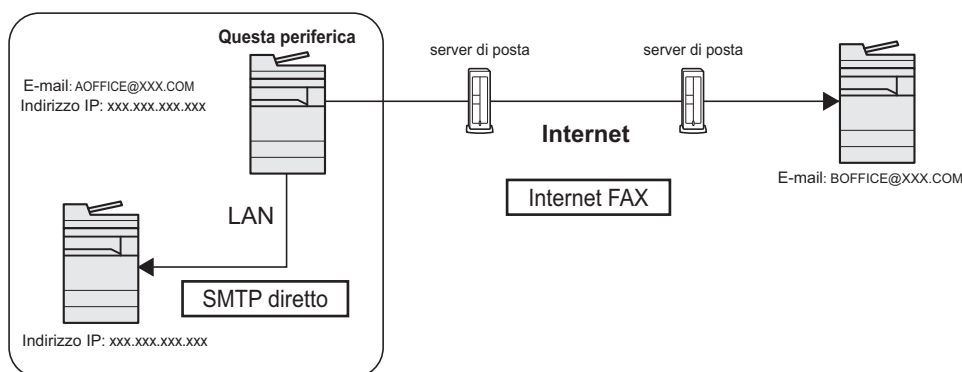 Questa periferica
server di posta
server di posta
E-mail: AOFFICE@XXX.COM
Indirizzo IP: xxx.xxx.xxx.xxx
Internet
E-mail: BOFFICE@XXX.COM
Internet FAX
LAN
SMTP diretto
Indirizzo IP: xxx.xxx.xxx.xxx